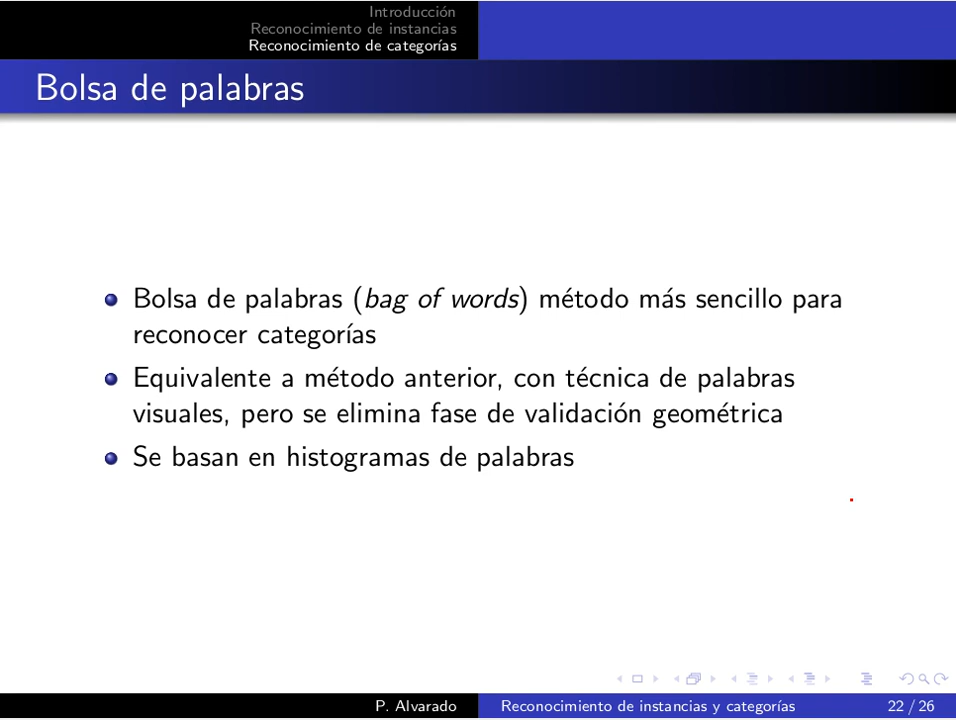 Introducción
Reconocimiento de instancias
Reconocimiento de categorías
Bolsa de palabras
Bolsa de palabras (bag of words) método más sencillo para
reconocer categorías
Equivalente a método anterior, con técnica de palabras
visuales, pero se elimina fase de validación geométrica
Se basan en histogramas de palabras
P. Alvarado
Reconocimiento de instancias y categorías
22 / 26